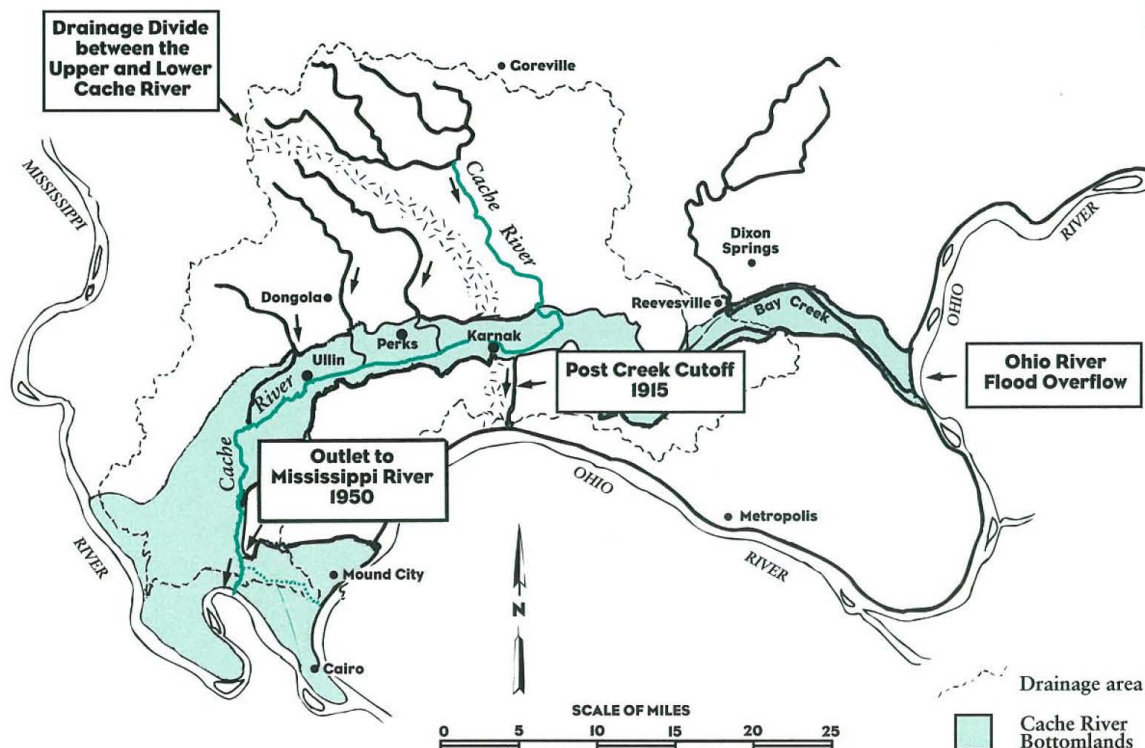 Drainage Divide
between the
Upper and Lower
Cache River
Goreville
MISSISSIPPI
RIVER
Cache
River
Dixon
Springs
OHIO
RIVER
Dongola
Reevesville
Bay Creek
Perks
Karnak
Ullin
River
Cache
Post Creek Cutoff
1915
Ohio River
Flood Overflow
Outlet to
Mississippi River
1950
OHIO
RIVER
Metropolis
Mound City
Cairo
N
SCALE OF MILES
0 5 10 15 20 25
Drainage area
Cache River
Bottomlands